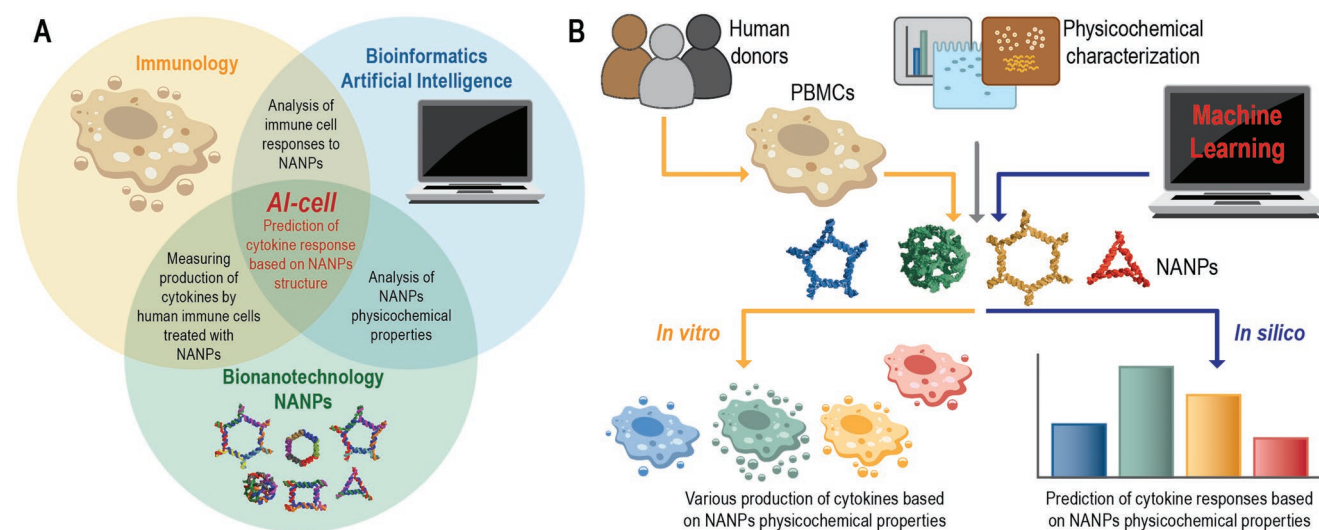 A
Immunology
Bioinformatics
Artificial Intelligence
Analysis of
immune cell
responses to
NANPs
AI-cell
Prediction of
cytokine response
based on NANPs
structure
Measuring
production of
cytokines by
human immune cells
treated with
NANPs
Analysis of
NANPs
physicochemical
properties
Bionanotechnology
NANPs
B
Human
donors
Physicochemical
characterization
PBMCs
Machine
Learning
NANPs
In vitro
In silico
Various production of cytokines based
on NANPs physicochemical properties
Prediction of cytokine responses based
on NANPs physicochemical properties